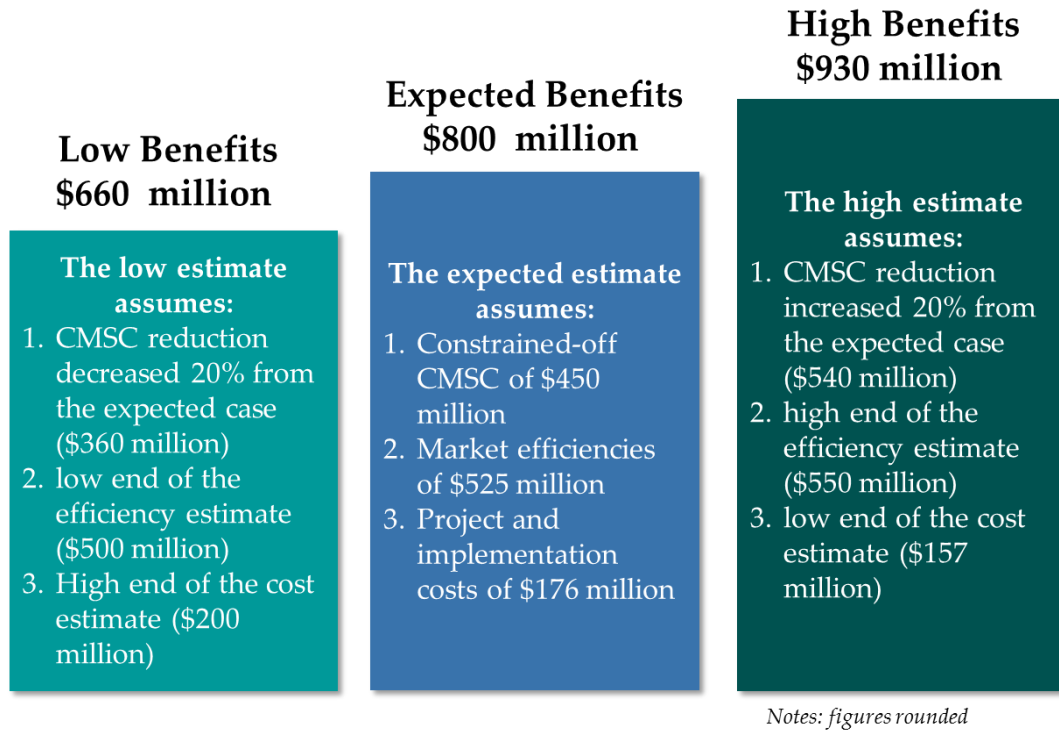 Low Benefits
$660 million
The low estimate
assumes:
1. CMSC reduction
decreased 20% from
the expected case
($360 million)
2. low end of the
efficiency estimate
($500 million)
3. High end of the cost
estimate ($200
million)
Expected Benefits
$800 million
The expected estimate
assumes:
1. Constrained-off
CMSC of $450
million
2. Market efficiencies
of $525 million
3. Project and
implementation
costs of $176 million
High Benefits
$930 million
The high estimate
assumes:
1. CMSC reduction
increased 20% from
the expected case
($540 million)
2. high end of the
efficiency estimate
($550 million)
3. low end of the cost
estimate ($157
million)
Notes: figures rounded